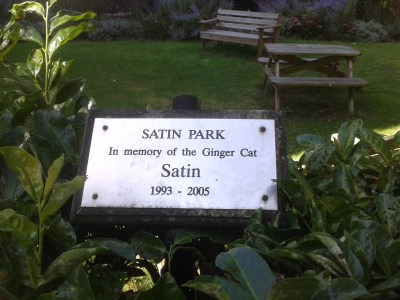 SATIN PARK
In memory of the Ginger Cat
Satin
1993 - 2005